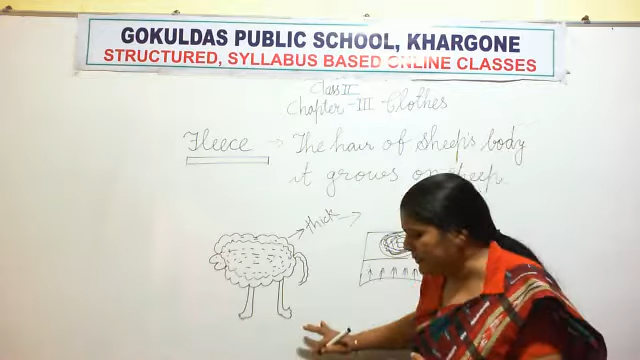 GOKULDAS PUBLIC SCHOOL, KHARGONE
STRUCTURED, SYLLABUS BASED ONLINE CLASSES
Class II
Chapter - III - Clothes
Fleece → The hair of sheep's body
it grows on sheep.
thick